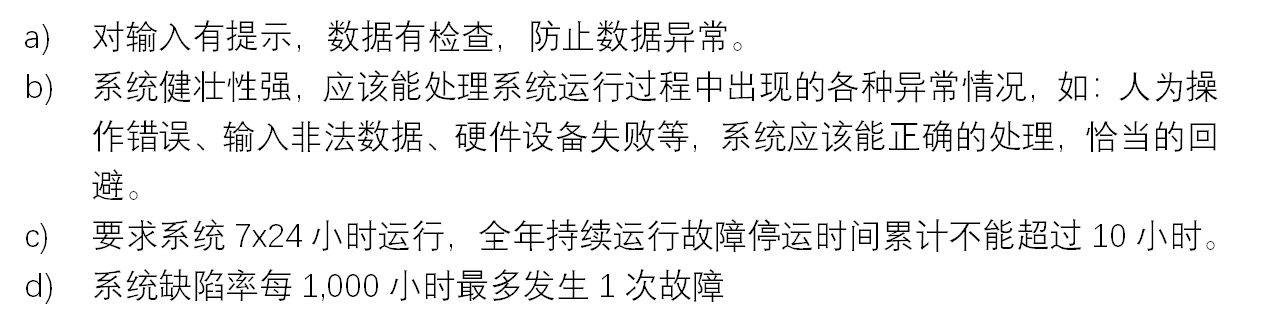 a) 对输入有提示，数据有检查，防止数据异常。
b) 系统健壮性强，应该能处理系统运行过程中出现的各种异常情况，如：人为操
作错误、输入非法数据、硬件设备失败等，系统应该能正确的处理，恰当的回
避。
c) 要求系统 7x24 小时运行，全年持续运行故障停运时间累计不能超过 10 小时。
d) 系统缺陷率每 1,000 小时最多发生 1 次故障